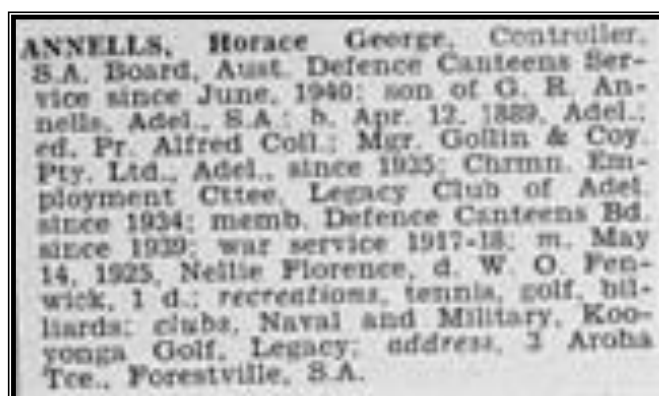 ANNELLS, Horace George, Controller,
S.A. Board, Aust. Defence Canteens Ser-
vice since June, 1940; son of G. R. An-
nells, Adel., S.A.; b. Apr. 12, 1889, Adel.;
ed. Pr. Alfred Coll.; Mgr. Gollin & Coy.
Pty. Ltd., Adel., since 1935; Chrmn. Em-
ployment Cttee. Legacy Club of Adel.
since 1934; memb. Defence Canteens Bd.
since 1939; war service 1917-18; m. May
14, 1925, Nellie Florence, d. W. O. Fen-
wick, 1 d.; recreations, tennis, golf, bil-
liards; clubs, Naval and Military, Koo-
yonga Golf, Legacy; address, 3 Aroha
Tce., Forestville, S.A.